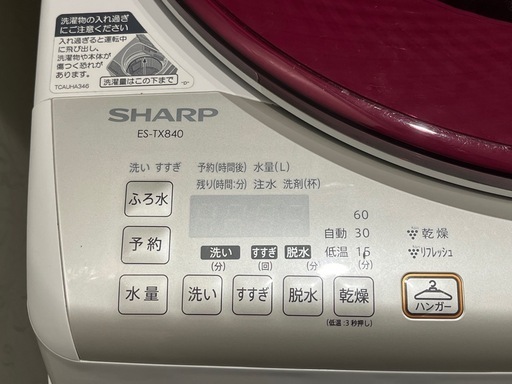 洗濯物の入れ過ぎ
にご注意ください
入れ過ぎると運転中
に飛び出し、
洗濯物や本体が
傷つく恐れが
あります。
洗濯量はこの下まで
TCAUHA346
"D"
SHARP
ES-TX840
洗い すすぎ 予約(時間後) 水量(L)
残り(時間:分) 注水 洗剤(杯)
ふろ水
60
自動 30
乾燥
予約
洗い すすぎ 脱水 低温 15
リフレッシュ
(分) (回) (分) (分)
水量 洗い すすぎ 脱水 乾燥 ハンガー
(低温:3秒押し)